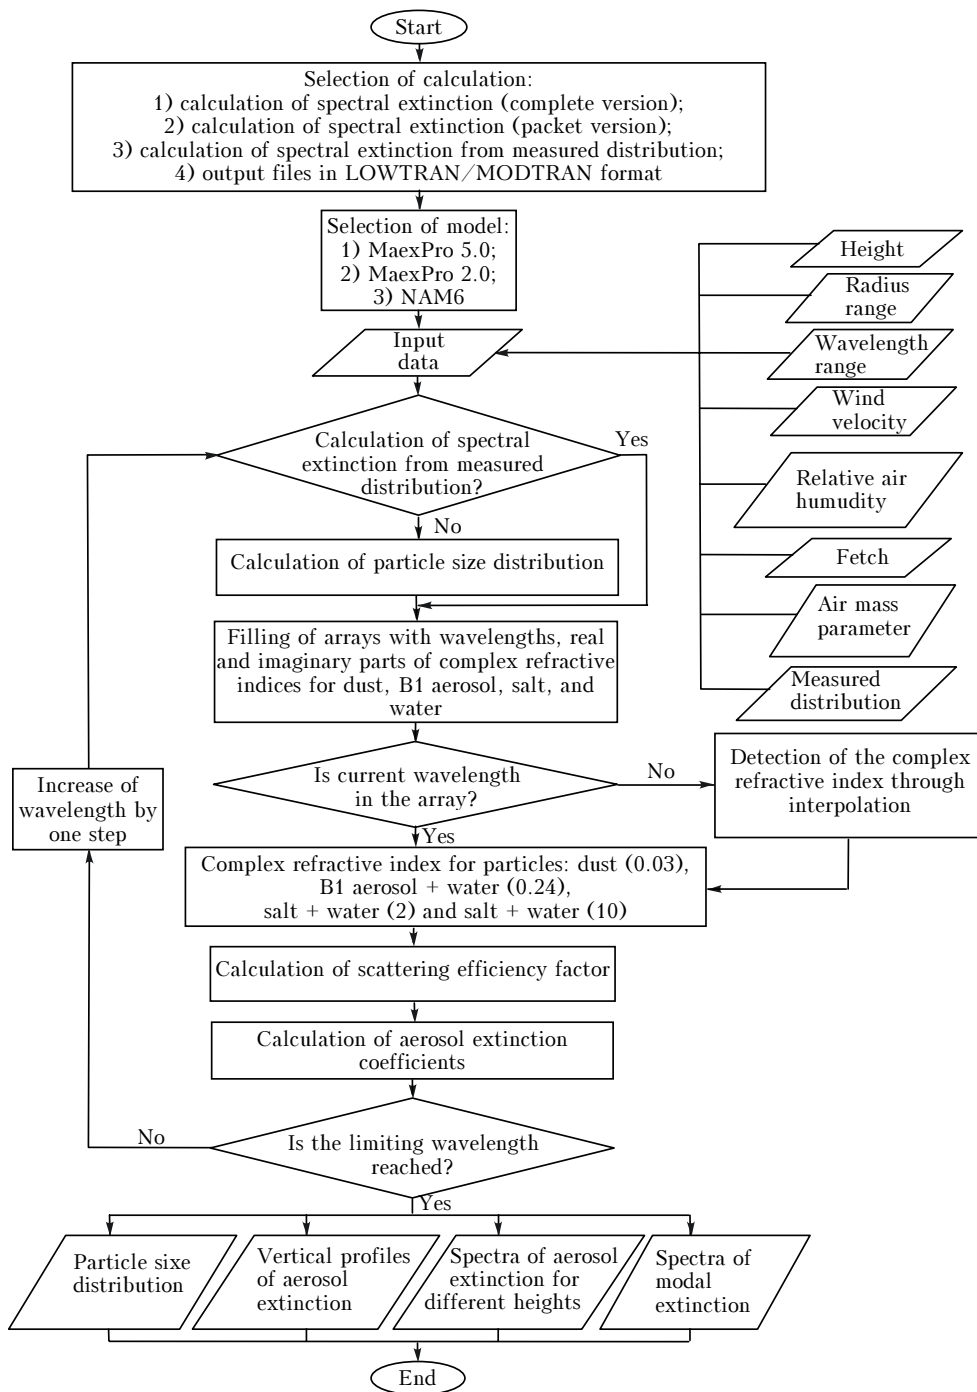 Start
Selection of calculation:
1) calculation of spectral extinction (complete version);
2) calculation of spectral extinction (packet version);
3) calculation of spectral extinction from measured distribution;
4) output files in LOWTRAN/MODTRAN format
Selection of model:
1) MaexPro 5.0;
2) MaexPro 2.0;
3) NAM6
Height
Radius
range
Wavelength
range
Wind
velocity
Relative air
humudity
Fetch
Air mass
parameter
Measured
distribution
Input
data
Calculation of spectral
extinction from measured
distribution?
Yes
No
Calculation of particle size distribution
Filling of arrays with wavelengths, real
and imaginary parts of complex refractive
indices for dust, B1 aerosol, salt, and
water
Is current wavelength
in the array?
No
Detection of the complex
refractive index through
interpolation
Increase of
wavelength by
one step
Yes
Complex refractive index for particles: dust (0.03),
B1 aerosol + water (0.24),
salt + water (2) and salt + water (10)
Calculation of scattering efficiency factor
Calculation of aerosol extinction
coefficients
Is the limiting wavelength
reached?
No
Yes
Particle sixe
distribution
Vertical profiles
of aerosol
extinction
Spectra of aerosol
extinction for
different heights
Spectra of
modal
extinction
End